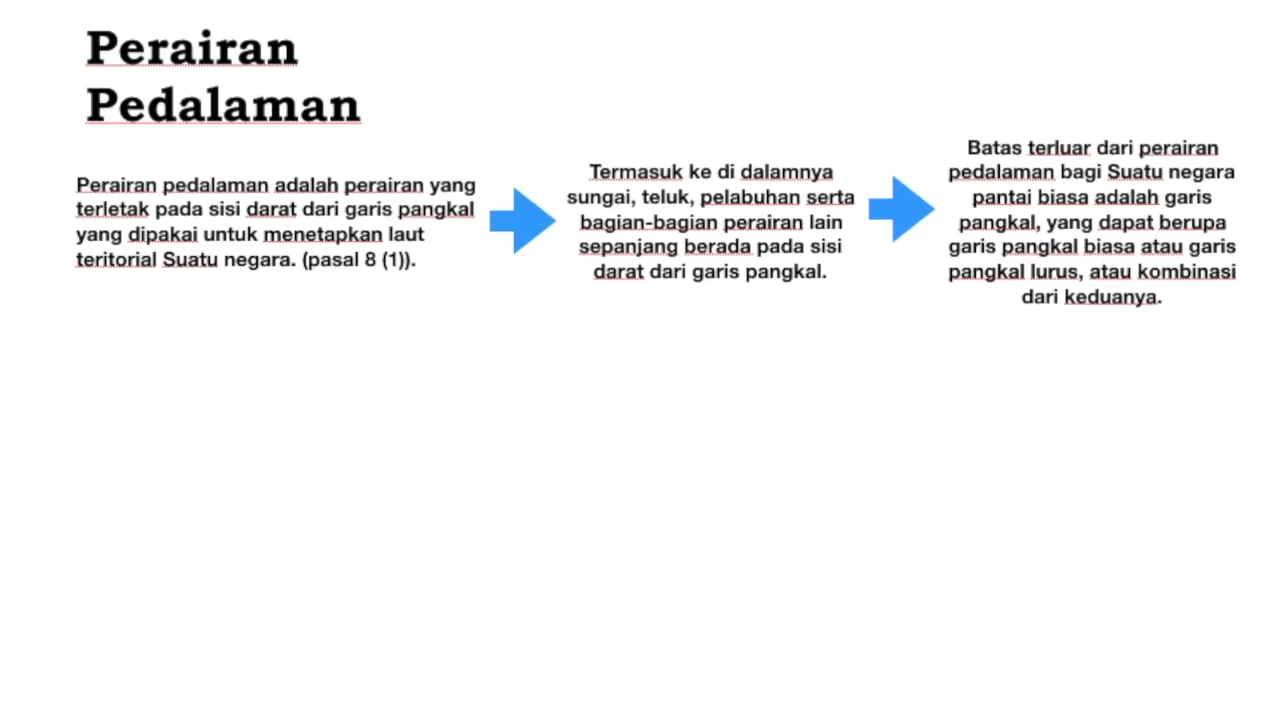 Perairan
Pedalaman
Perairan pedalaman adalah perairan yang
terletak pada sisi darat dari garis pangkal
yang dipakai untuk menetapkan laut
teritorial Suatu negara. (pasal 8 (1)).
Termasuk ke di dalamnya
sungai, teluk, pelabuhan serta
bagian-bagian perairan lain
sepanjang berada pada sisi
darat dari garis pangkal.
Batas terluar dari perairan
pedalaman bagi Suatu negara
pantai biasa adalah garis
pangkal, yang dapat berupa
garis pangkal biasa atau garis
pangkal lurus, atau kombinasi
dari keduanya.